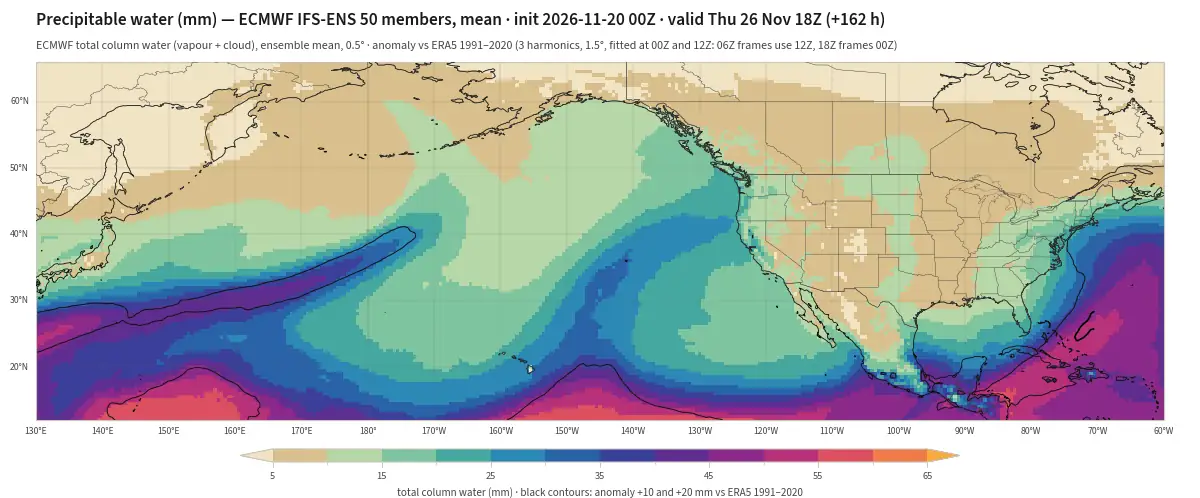 Precipitable water (mm) — ECMWF IFS-ENS 50 members, mean · init 2026-11-20 00Z · valid Thu 26 Nov 18Z (+162 h)
ECMWF total column water (vapour + cloud), ensemble mean, 0.5° · anomaly vs ERA5 1991–2020 (3 harmonics, 1.5°, fitted at 00Z and 12Z: 06Z frames use 12Z, 18Z frames 00Z)
60°N
50°N
40°N
30°N
20°N
130°E 140°E 150°E 160°E 170°E 180° 170°W 160°W 150°W 140°W 130°W 120°W 110°W 100°W 90°W 80°W 70°W 60°W
5 15 25 35 45 55 65
total column water (mm) · black contours: anomaly +10 and +20 mm vs ERA5 1991–2020